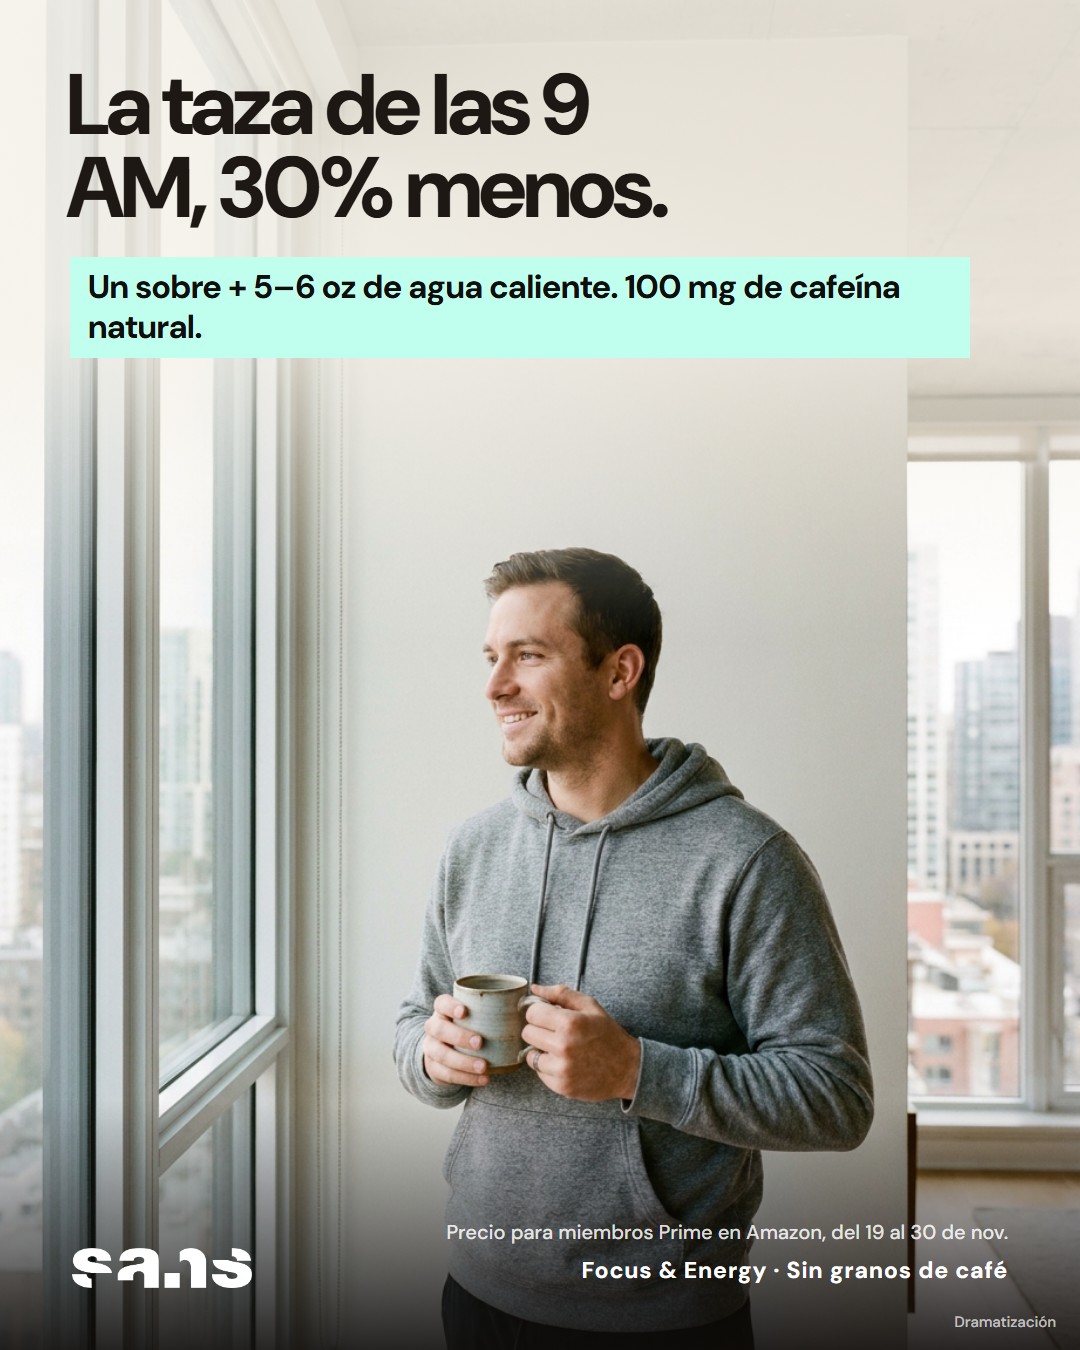 La taza de las 9
AM, 30% menos.
Un sobre + 5–6 oz de agua caliente. 100 mg de cafeína
natural.
Precio para miembros Prime en Amazon, del 19 al 30 de nov.
sans
Focus & Energy · Sin granos de café
Dramatización